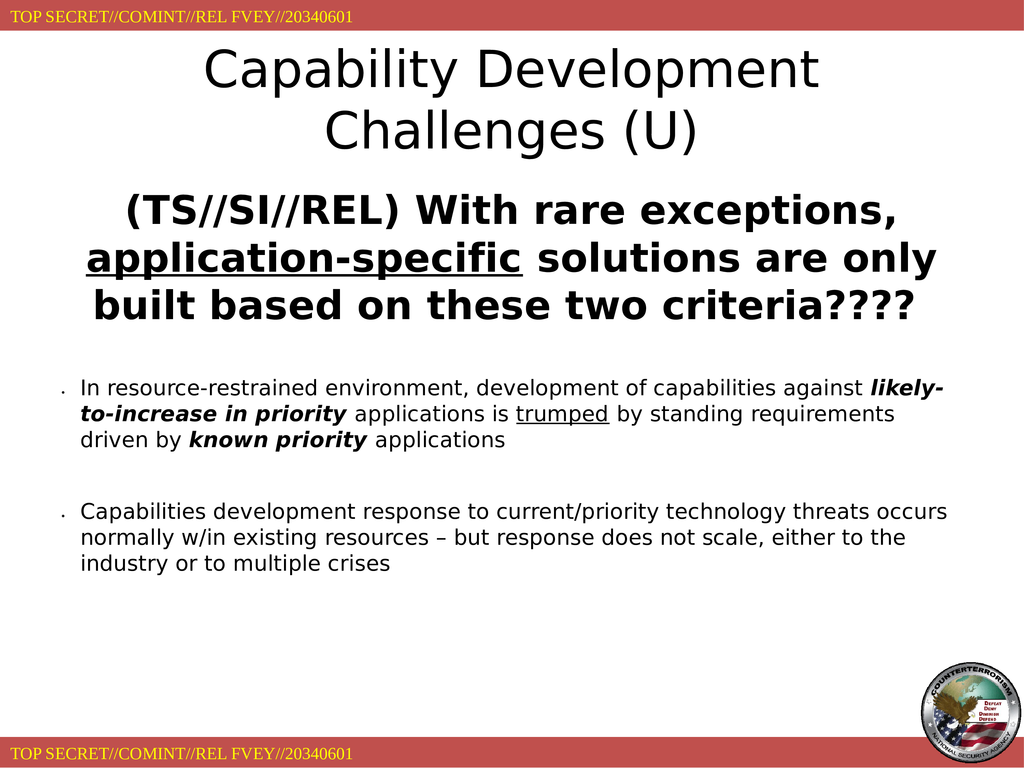 TOP SECRET//COMINT//REL FVEY//20340601
Capability Development
Challenges (U)
(TS//SI//REL) With rare exceptions,
application-specific solutions are only
built based on these two criteria????
• In resource-restrained environment, development of capabilities against likely-
to-increase in priority applications is trumped by standing requirements
driven by known priority applications
• Capabilities development response to current/priority technology threats occurs
normally w/in existing resources – but response does not scale, either to the
industry or to multiple crises
COUNTERTERRORISM
DEFEAT
DENY
DIMINISH
DEFEND
NATIONAL SECURITY AGENCY
TOP SECRET//COMINT//REL FVEY//20340601